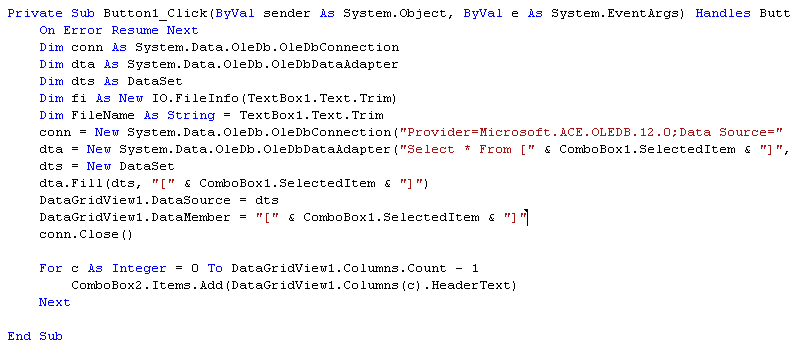 Private Sub Button1_Click(ByVal sender As System.Object, ByVal e As System.EventArgs) Handles Butt
On Error Resume Next
Dim conn As System.Data.OleDb.OleDbConnection
Dim dta As System.Data.OleDb.OleDbDataAdapter
Dim dts As DataSet
Dim fi As New IO.FileInfo(TextBox1.Text.Trim)
Dim FileName As String = TextBox1.Text.Trim
conn = New System.Data.OleDb.OleDbConnection("Provider=Microsoft.ACE.OLEDB.12.0;Data Source="
dta = New System.Data.OleDb.OleDbDataAdapter("Select * From [" & ComboBox1.SelectedItem & "]",
dts = New DataSet
dta.Fill(dts, "[" & ComboBox1.SelectedItem & "]")
DataGridView1.DataSource = dts
DataGridView1.DataMember = "[" & ComboBox1.SelectedItem & "]"
conn.Close()
For c As Integer = 0 To DataGridView1.Columns.Count - 1
ComboBox2.Items.Add(DataGridView1.Columns(c).HeaderText)
Next
End Sub